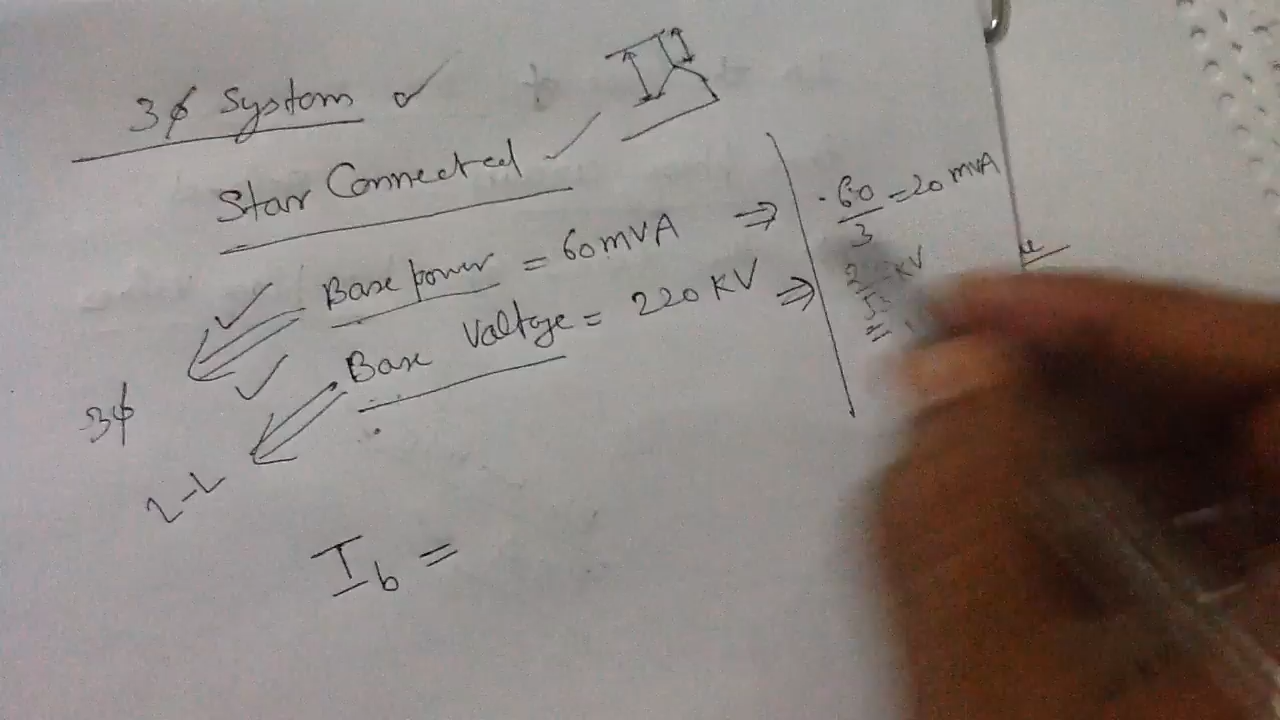 3φ System
Star Connected
Base power = 60 mVA ⇒
Base Voltage = 220 KV ⇒
3φ
L-L
I_b =
60/3 = 20 mVA
KV